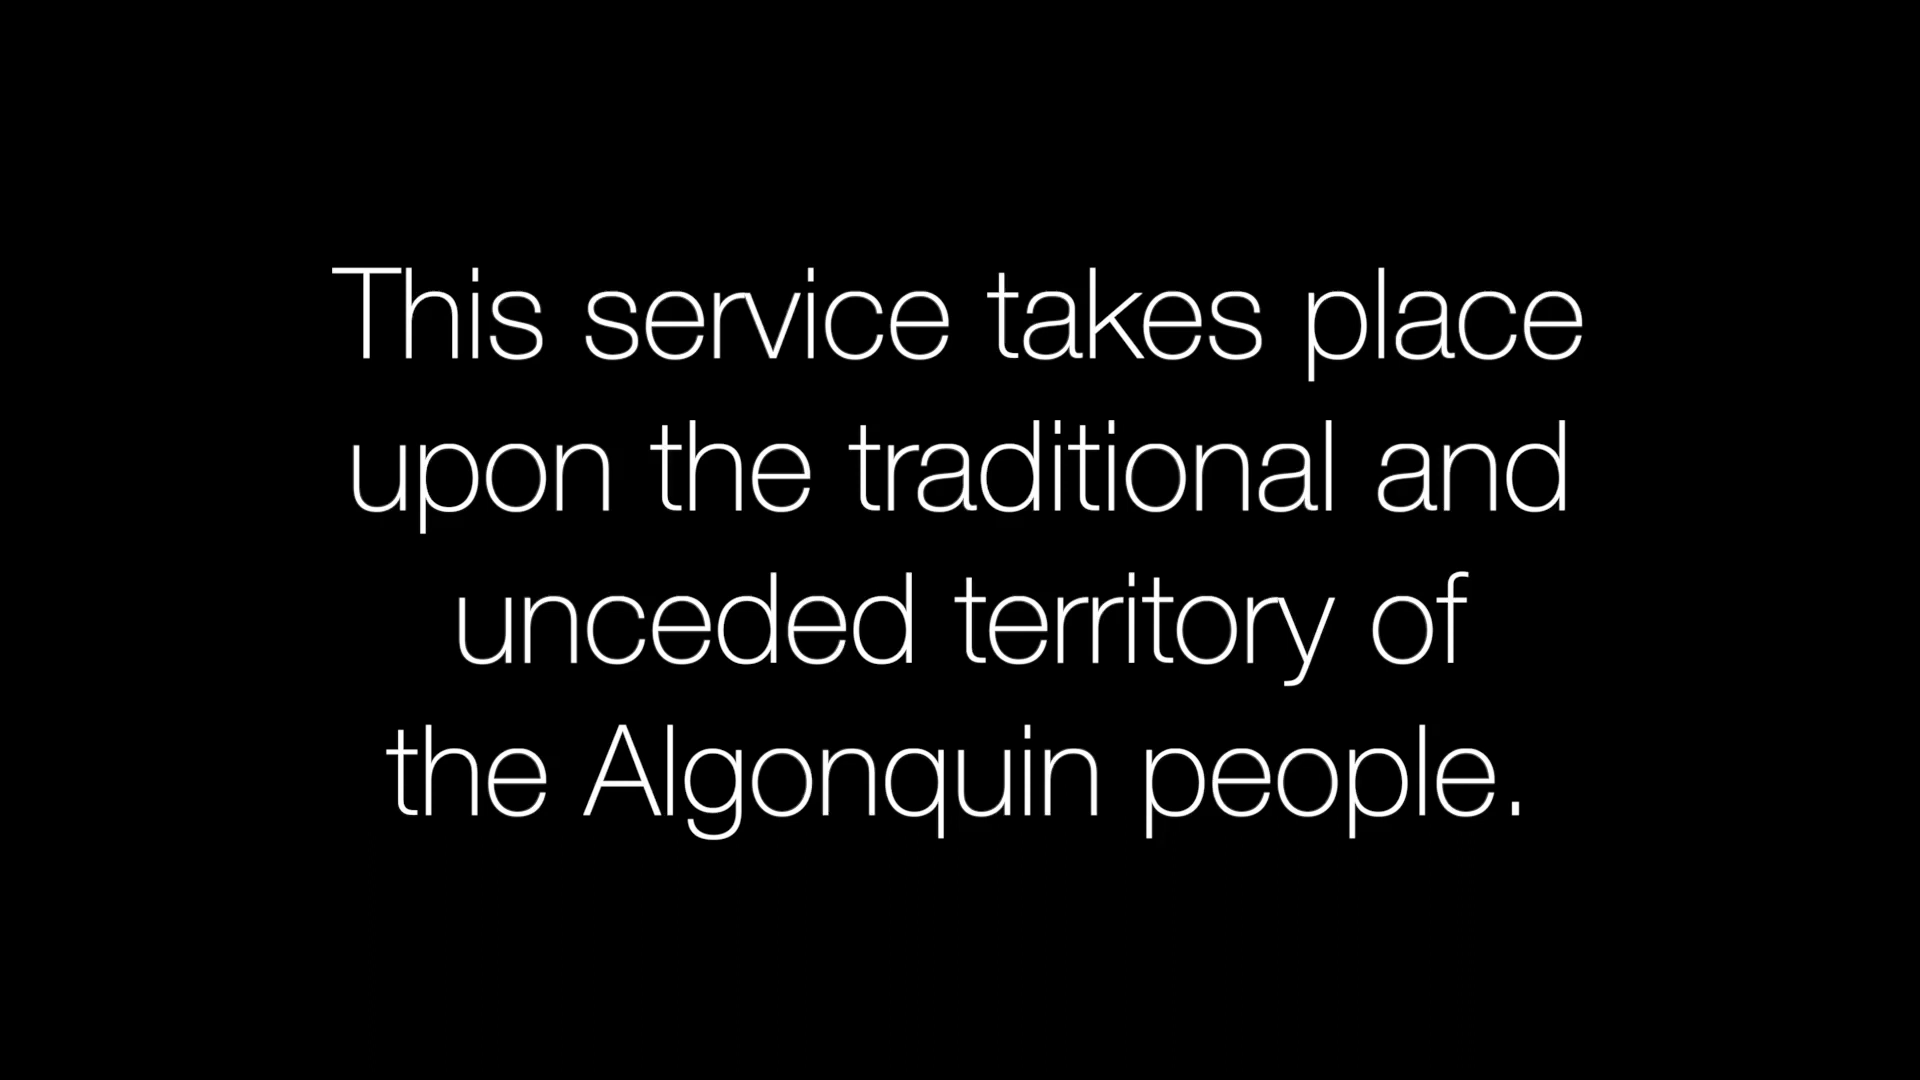 This service takes place
upon the traditional and
unceded territory of
the Algonquin people.